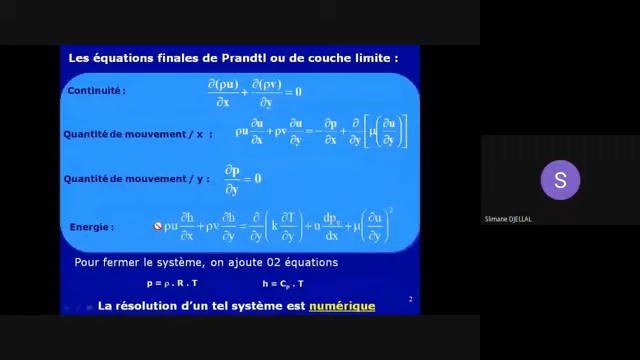 Les équations finales de Prandtl ou de couche limite :
Continuité : ∂(ρu)/∂x + ∂(ρv)/∂y = 0
Quantité de mouvement / x : ρu ∂u/∂x + ρv ∂u/∂y = -∂p/∂x + ∂/∂y [μ(∂u/∂y)]
Quantité de mouvement / y : ∂p/∂y = 0
Energie : ρu ∂h/∂x + ρv ∂h/∂y = ∂/∂y (k ∂T/∂y) + u dp/dx + μ(∂u/∂y)²
Pour fermer le système, on ajoute 02 équations
p = ρ . R . T h = Cp . T
2
La résolution d'un tel système est numérique
S
Slimane DJELLAL